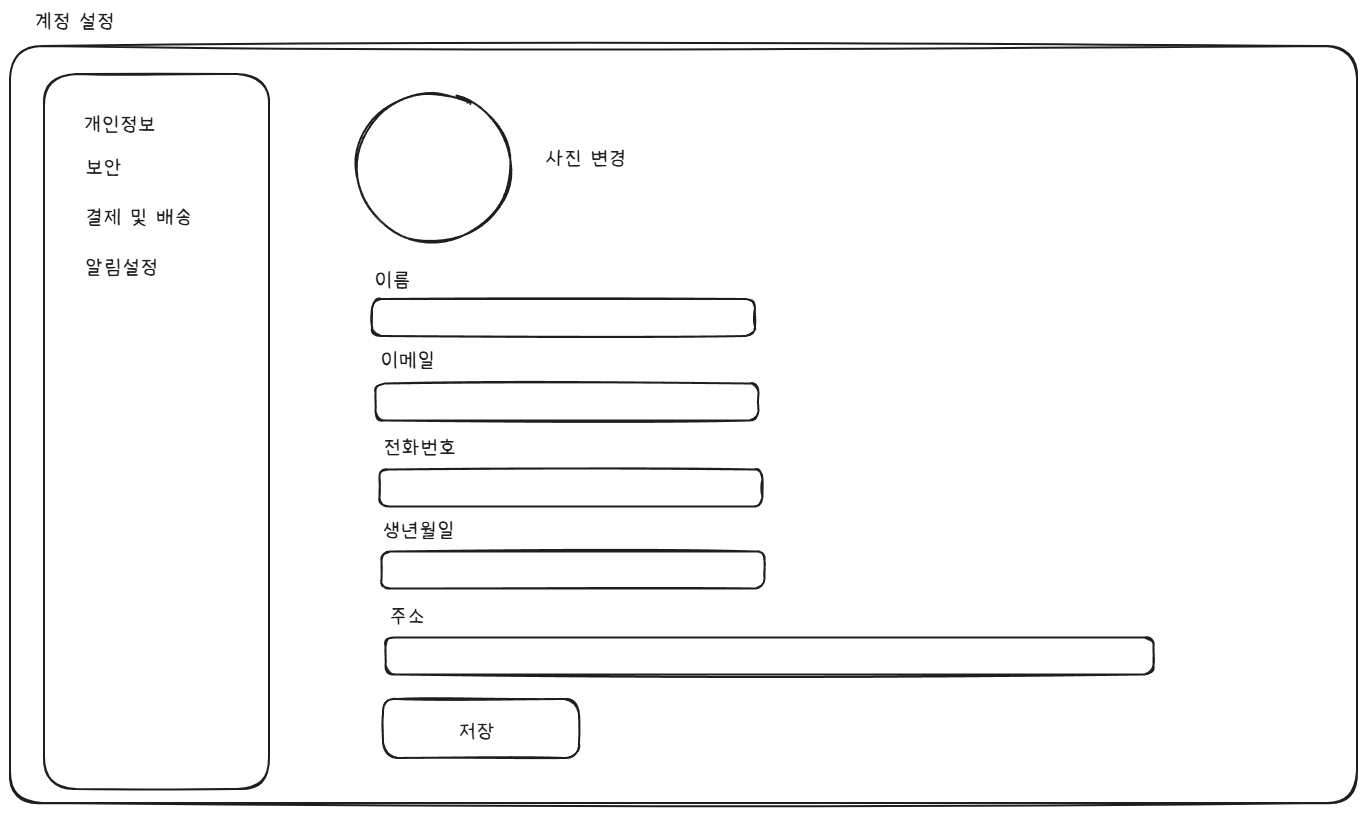 계정 설정
개인정보
보안
결제 및 배송
알림설정
사진 변경
이름
이메일
전화번호
생년월일
주소
저장